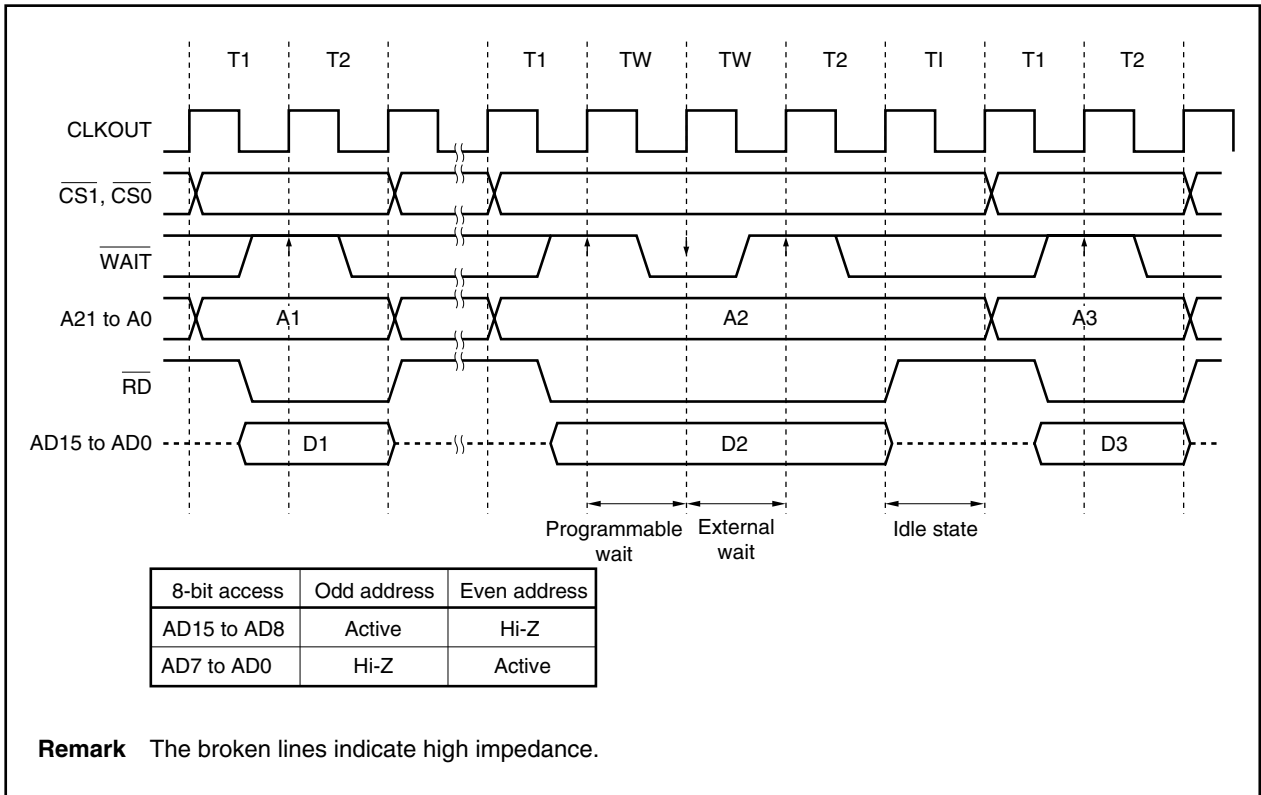 T1 T2 T1 TW TW T2 TI T1 T2
CLKOUT
CS1, CS0
WAIT
A21 to A0 A1 A2 A3
RD
AD15 to AD0 D1 D2 D3
Programmable wait
External wait
Idle state
8-bit access Odd address Even address
AD15 to AD8 Active Hi-Z
AD7 to AD0 Hi-Z Active
Remark The broken lines indicate high impedance.